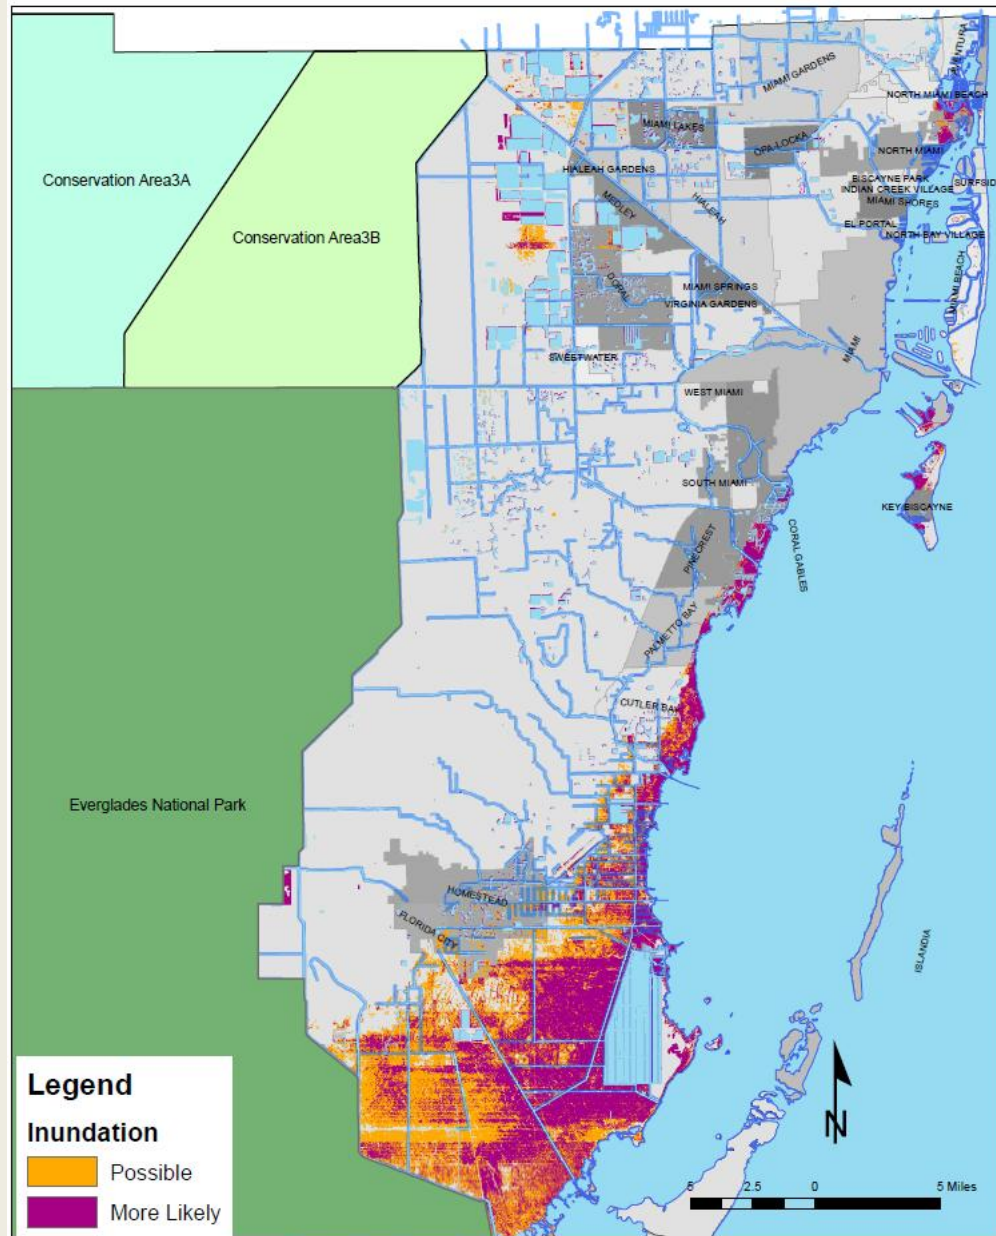 AVENTURA
MIAMI GARDENS
NORTH MIAMI BEACH
MIAMI LAKES
OPA-LOCKA
NORTH MIAMI
HIALEAH GARDENS
BISCAYNE PARK
Conservation Area3A
SURFSID
INDIAN CREEK VILLAGE
MEDLEY
HIALEAH
MIAMI SHORES
EL PORTAL
Conservation Area3B
NORTH BAY VILLAGE
MIAMI BEACH
DORAL
MIAMI SPRINGS
VIRGINIA GARDENS
SWEETWATER
MIAMI
WEST MIAMI
SOUTH MIAMI
KEY BISCAYNE
PINECREST
CORAL GABLES
PALMETTO BAY
CUTLER BAY
Everglades National Park
HOMESTEAD
FLORIDA CITY
ISLANDIA
Legend
Inundation
Possible
More Likely
N
5 2.5 0 5 Miles